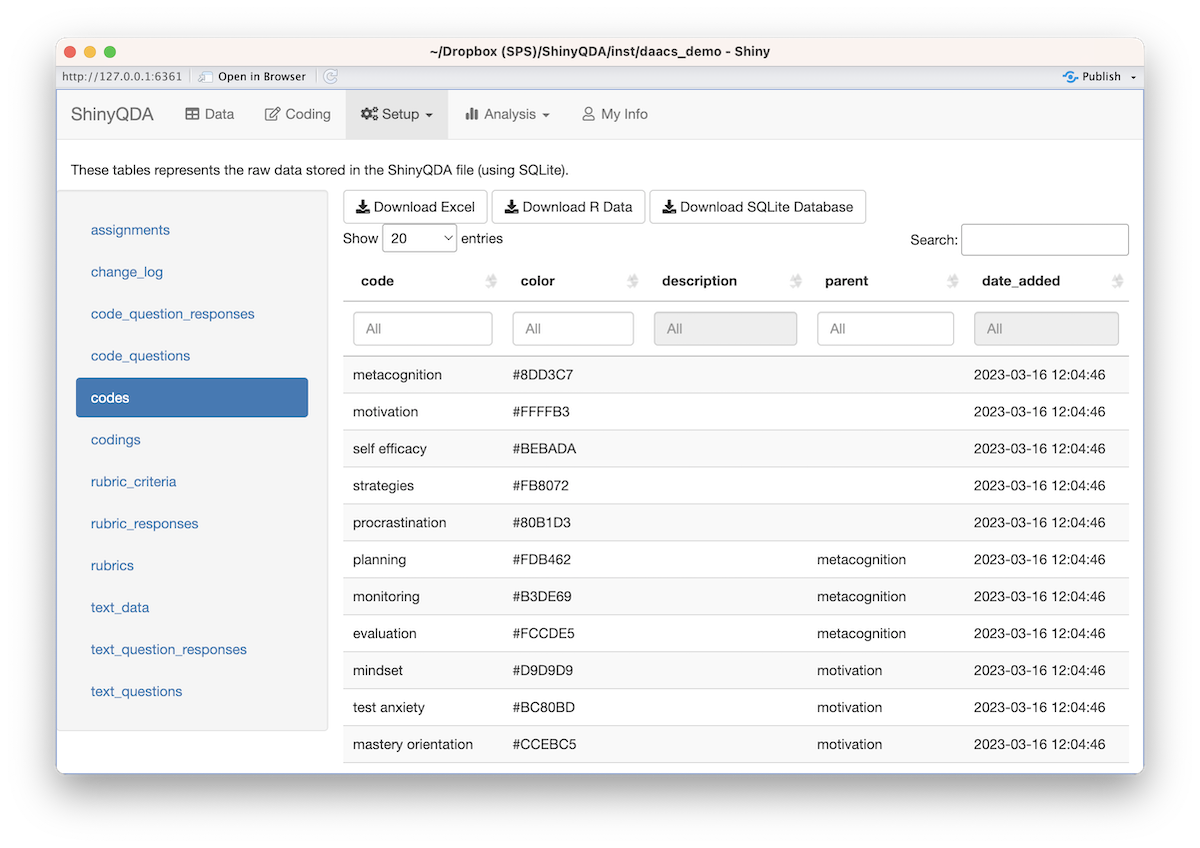 ~/Dropbox (SPS)/ShinyQDA/inst/daacs_demo - Shiny
http://127.0.0.1:6361 Open in Browser Publish
ShinyQDA Data Coding Setup Analysis My Info
These tables represents the raw data stored in the ShinyQDA file (using SQLite).
assignments
change_log
code_question_responses
code_questions
codes
codings
rubric_criteria
rubric_responses
rubrics
text_data
text_question_responses
text_questions
Download Excel Download R Data Download SQLite Database
Show 20 entries Search:
code color description parent date_added
All All All All All
metacognition #8DD3C7 2023-03-16 12:04:46
motivation #FFFFB3 2023-03-16 12:04:46
self efficacy #BEBADA 2023-03-16 12:04:46
strategies #FB8072 2023-03-16 12:04:46
procrastination #80B1D3 2023-03-16 12:04:46
planning #FDB462 metacognition 2023-03-16 12:04:46
monitoring #B3DE69 metacognition 2023-03-16 12:04:46
evaluation #FCCDE5 metacognition 2023-03-16 12:04:46
mindset #D9D9D9 motivation 2023-03-16 12:04:46
test anxiety #BC80BD motivation 2023-03-16 12:04:46
mastery orientation #CCEBC5 motivation 2023-03-16 12:04:46